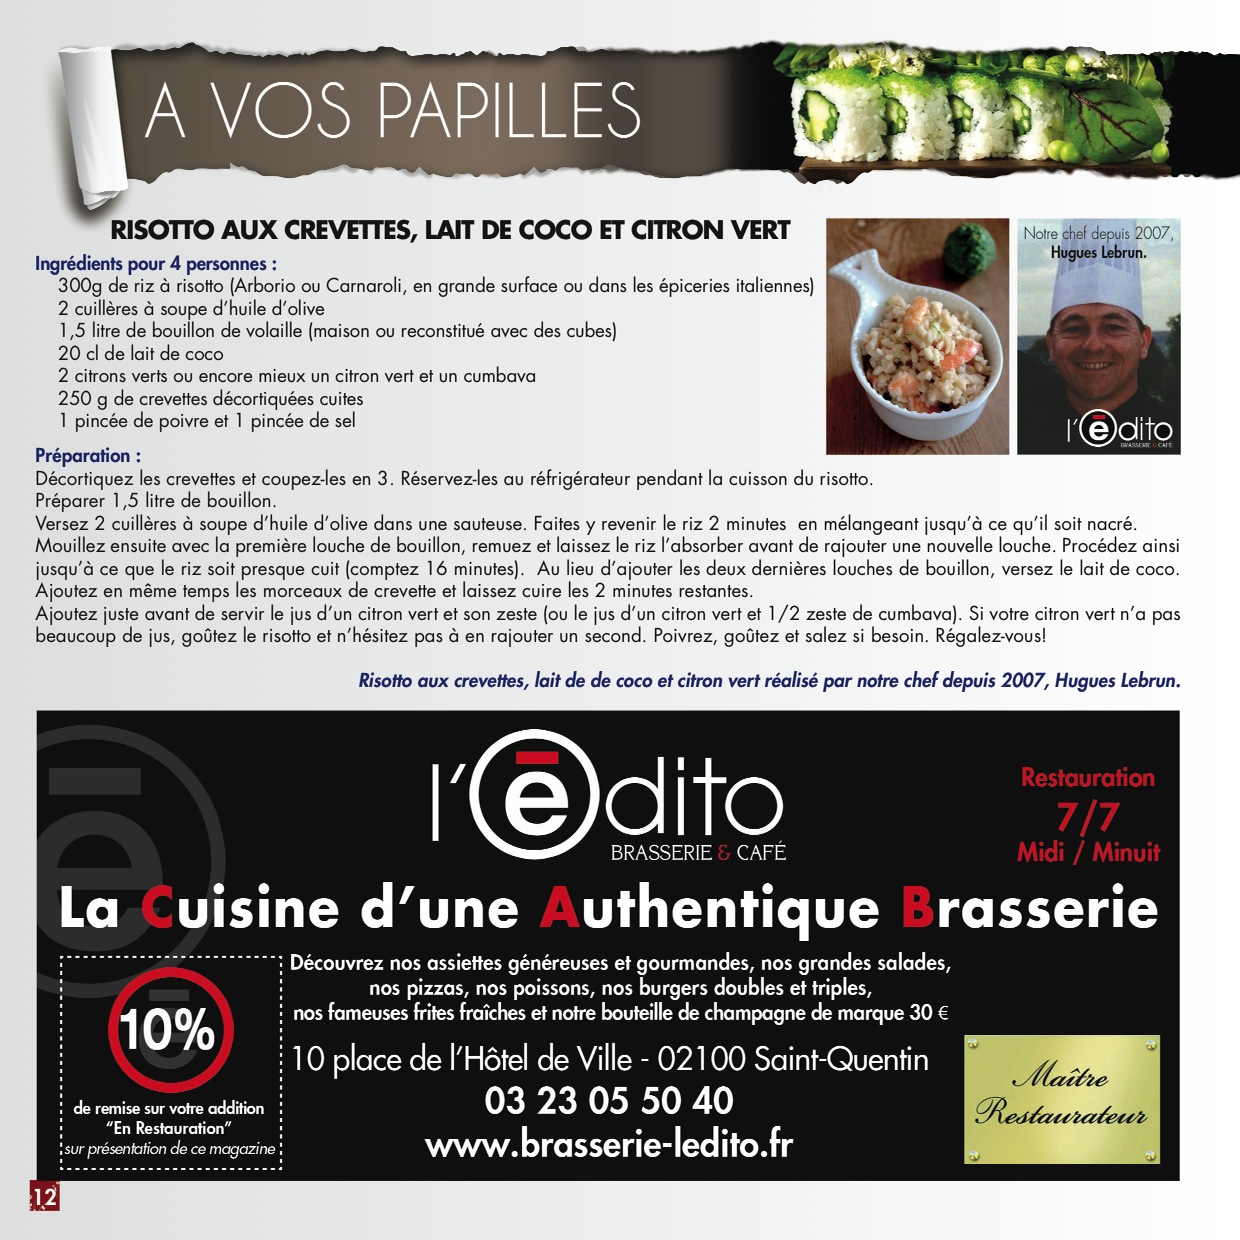 A VOS PAPILLES
RISOTTO AUX CREVETTES, LAIT DE COCO ET CITRON VERT
Ingrédients pour 4 personnes :
300g de riz à risotto (Arborio ou Carnaroli, en grande surface ou dans les épiceries italiennes)
2 cuillères à soupe d'huile d'olive
1,5 litre de bouillon de volaille (maison ou reconstitué avec des cubes)
20 cl de lait de coco
2 citrons verts ou encore mieux un citron vert et un cumbava
250 g de crevettes décortiquées cuites
1 pincée de poivre et 1 pincée de sel
Notre chef depuis 2007,
Hugues Lebrun.
l'édito
BRASSERIE & CAFÉ
Préparation :
Décortiquez les crevettes et coupez-les en 3. Réservez-les au réfrigérateur pendant la cuisson du risotto.
Préparer 1,5 litre de bouillon.
Versez 2 cuillères à soupe d'huile d'olive dans une sauteuse. Faites y revenir le riz 2 minutes en mélangeant jusqu'à ce qu'il soit nacré.
Mouillez ensuite avec la première louche de bouillon, remuez et laissez le riz l'absorber avant de rajouter une nouvelle louche. Procédez ainsi
jusqu'à ce que le riz soit presque cuit (comptez 16 minutes). Au lieu d'ajouter les deux dernières louches de bouillon, versez le lait de coco.
Ajoutez en même temps les morceaux de crevette et laissez cuire les 2 minutes restantes.
Ajoutez juste avant de servir le jus d'un citron vert et son zeste (ou le jus d'un citron vert et 1/2 zeste de cumbava). Si votre citron vert n'a pas
beaucoup de jus, goûtez le risotto et n'hésitez pas à en rajouter un second. Poivrez, goûtez et salez si besoin. Régalez-vous!
Risotto aux crevettes, lait de de coco et citron vert réalisé par notre chef depuis 2007, Hugues Lebrun.
l'édito
BRASSERIE & CAFÉ
Restauration
7/7
Midi / Minuit
La Cuisine d'une Authentique Brasserie
Découvrez nos assiettes généreuses et gourmandes, nos grandes salades,
nos pizzas, nos poissons, nos burgers doubles et triples,
nos fameuses frites fraîches et notre bouteille de champagne de marque 30 €
10%
de remise sur votre addition
"En Restauration"
sur présentation de ce magazine
10 place de l'Hôtel de Ville - 02100 Saint-Quentin
03 23 05 50 40
www.brasserie-ledito.fr
Maître
Restaurateur
12